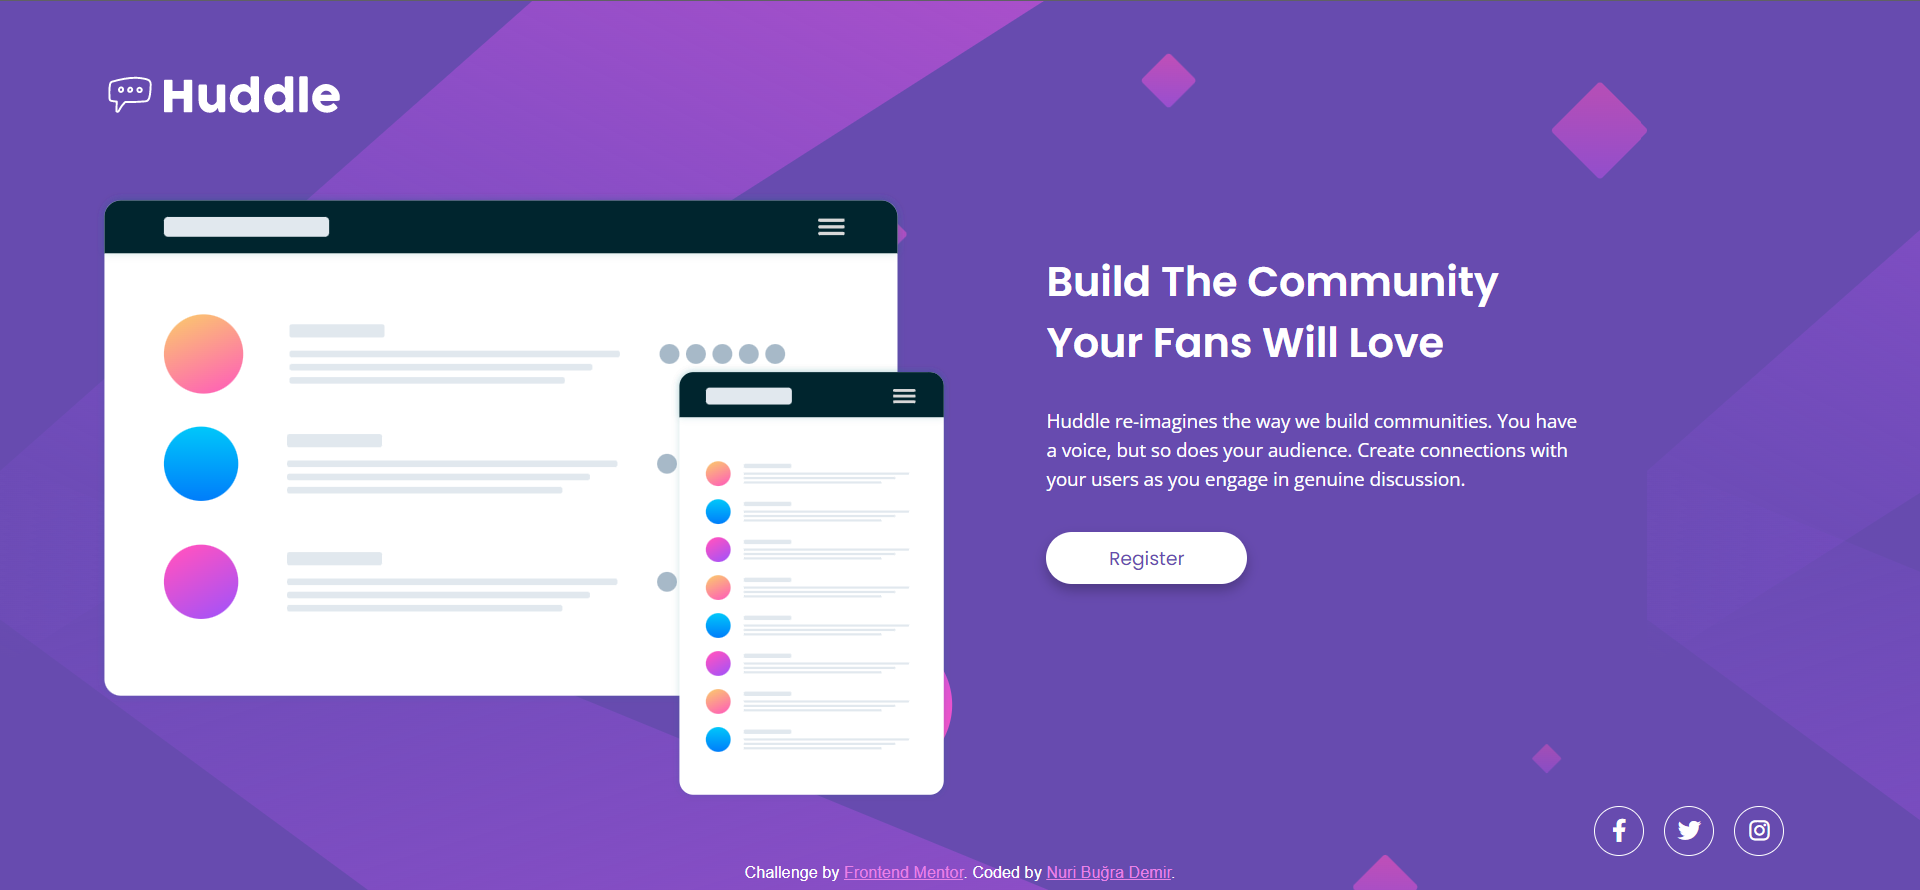 Huddle
Build The Community
Your Fans Will Love
Huddle re-imagines the way we build communities. You have
a voice, but so does your audience. Create connections with
your users as you engage in genuine discussion.
Register
Challenge by Frontend Mentor. Coded by Nuri Buğra Demir.